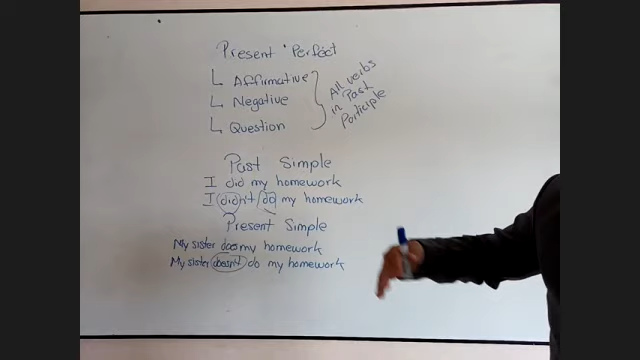 Present Perfect
Affirmative
Negative
Question
All verbs
in Past
Participle
Past Simple
I did my homework
I didn't do my homework
Present Simple
My sister does my homework
My sister doesn't do my homework